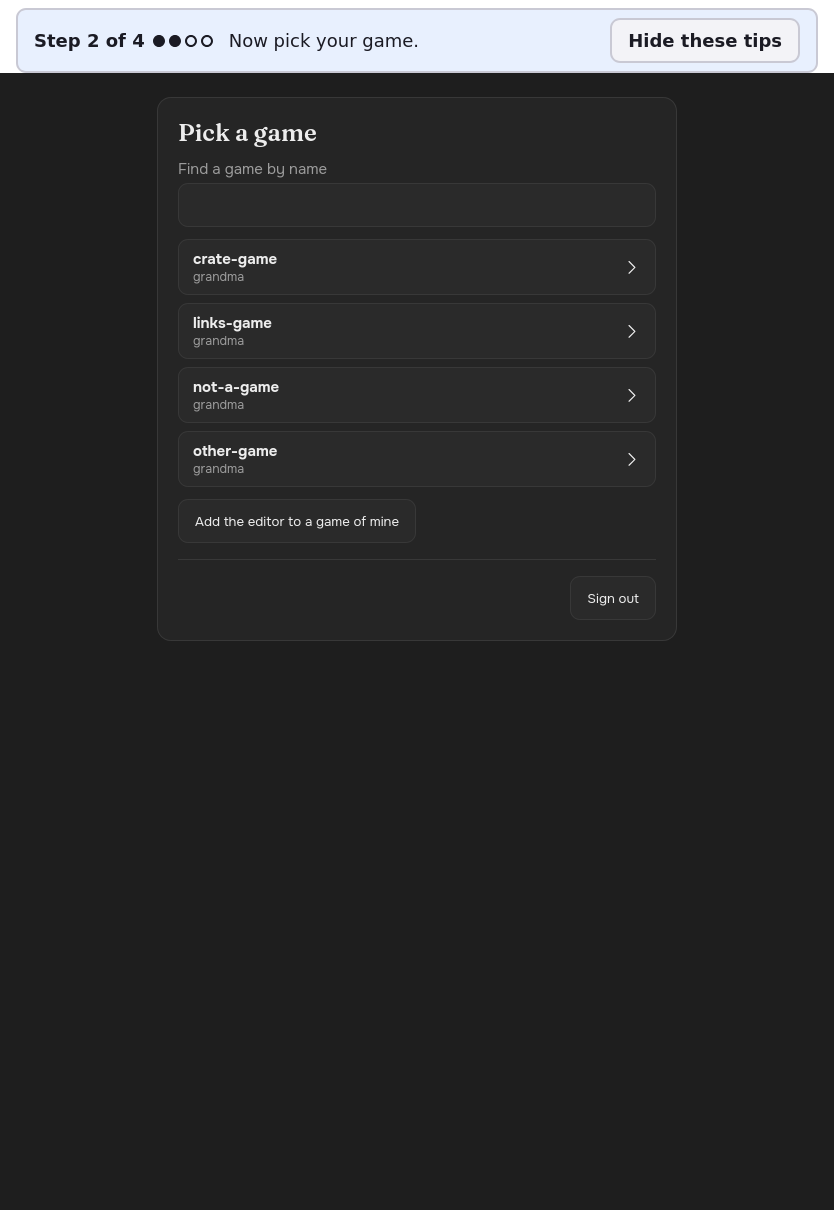 Step 2 of 4 Now pick your game. Hide these tips
Pick a game
Find a game by name
crate-game
grandma
links-game
grandma
not-a-game
grandma
other-game
grandma
Add the editor to a game of mine
Sign out